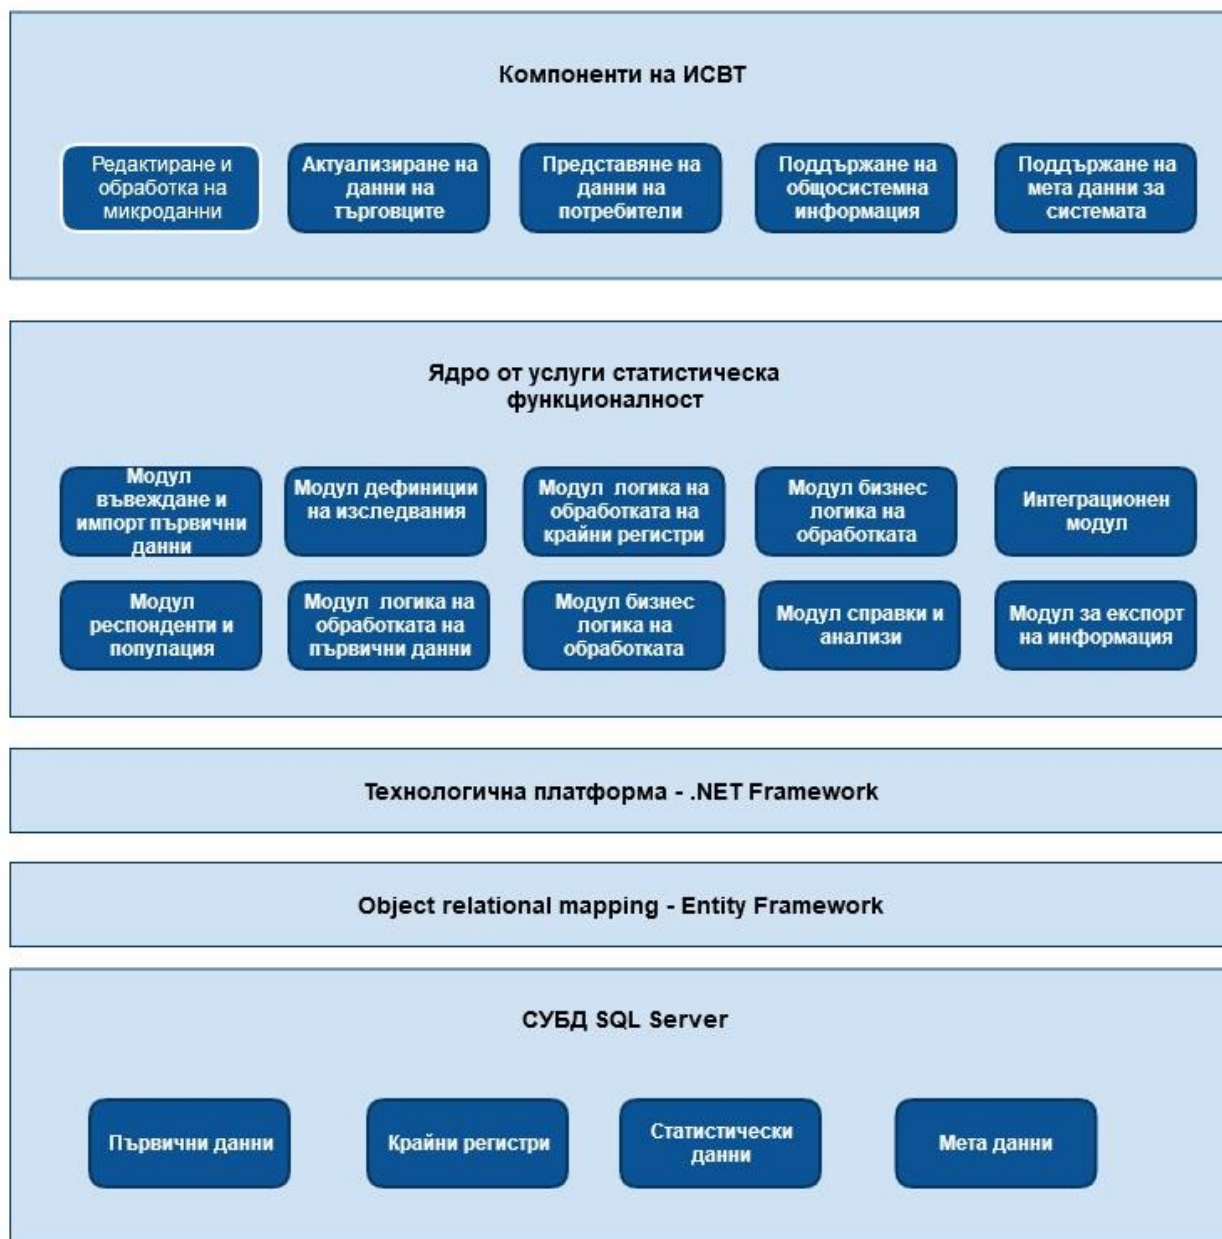 Компоненти на ИСВТ
Редактиране и
обработка на
микроданни
Актуализиране на
данни на
търговците
Представяне на
данни на
потребители
Поддържане на
общосистемна
информация
Поддържане на
мета данни за
системата
Ядро от услуги статистическа
функционалност
Модул
въвеждане и
импорт първични
данни
Модул дефиниции
на изследвания
Модул логика на
обработката на
крайни регистри
Модул бизнес
логика на
обработката
Интеграционен
модул
Модул
респонденти и
популация
Модул логика на
обработката на
първични данни
Модул бизнес
логика на
обработката
Модул справки и
анализи
Модул за експорт
на информация
Технологична платформа - .NET Framework
Object relational mapping - Entity Framework
СУБД SQL Server
Първични данни
Крайни регистри
Статистически
данни
Мета данни